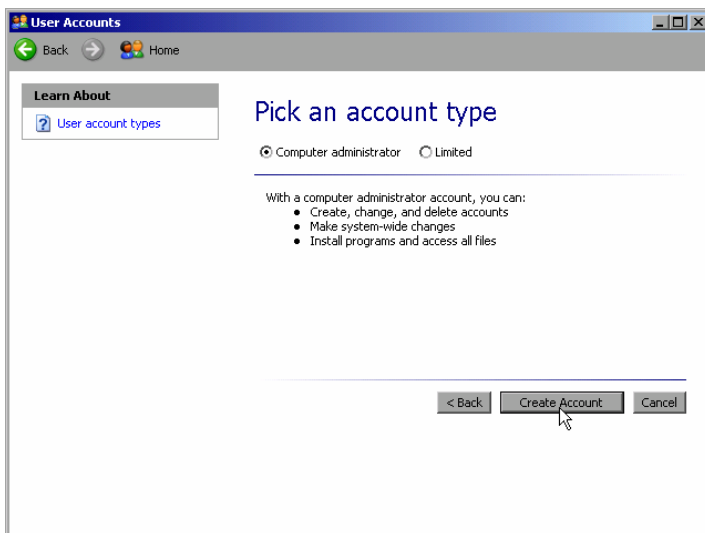 User Accounts
Back Home
Learn About
User account types
Pick an account type
Computer administrator Limited
With a computer administrator account, you can:
• Create, change, and delete accounts
• Make system-wide changes
• Install programs and access all files
< Back Create Account Cancel